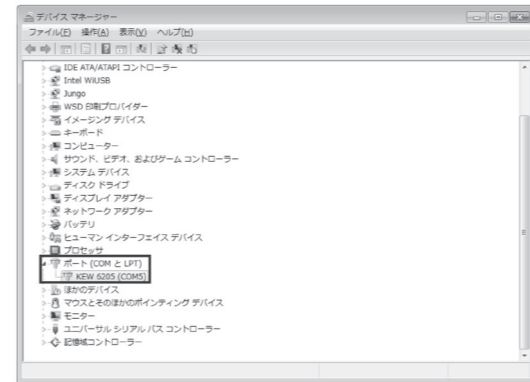 デバイス マネージャー
ファイル(F) 操作(A) 表示(V) ヘルプ(H)
IDE ATA/ATAPI コントローラー
Intel WiUSB
Jungo
WSD 印刷プロバイダー
イメージング デバイス
キーボード
コンピューター
サウンド、ビデオ、およびゲーム コントローラー
システム デバイス
ディスク ドライブ
ディスプレイ アダプター
ネットワーク アダプター
バッテリ
ヒューマン インターフェイス デバイス
プロセッサ
ポート (COM と LPT)
KEW 6205 (COM5)
ほかのデバイス
マウスとそのほかのポインティング デバイス
モニター
ユニバーサル シリアル バス コントローラー
記憶域コントローラー